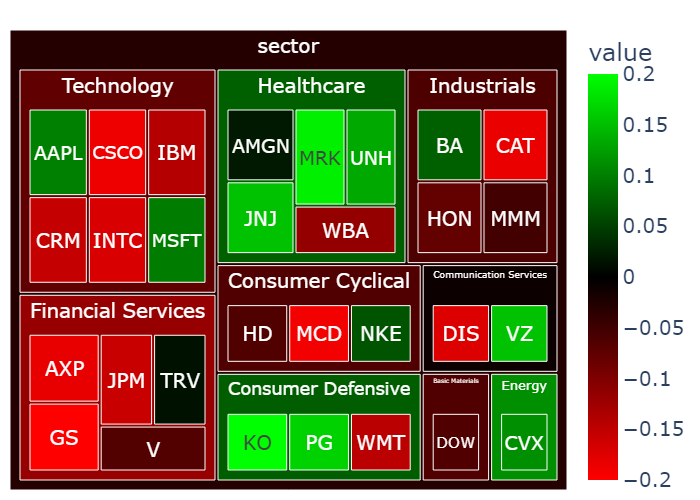 sector
Technology
AAPL CSCO IBM
CRM INTC MSFT
Financial Services
AXP JPM TRV
GS V
Healthcare
AMGN MRK UNH
JNJ WBA
Industrials
BA CAT
HON MMM
Consumer Cyclical
HD MCD NKE
Communication Services
DIS VZ
Consumer Defensive
KO PG WMT
Basic Materials
DOW
Energy
CVX
value
0.2
0.15
0.1
0.05
0
−0.05
−0.1
−0.15
−0.2